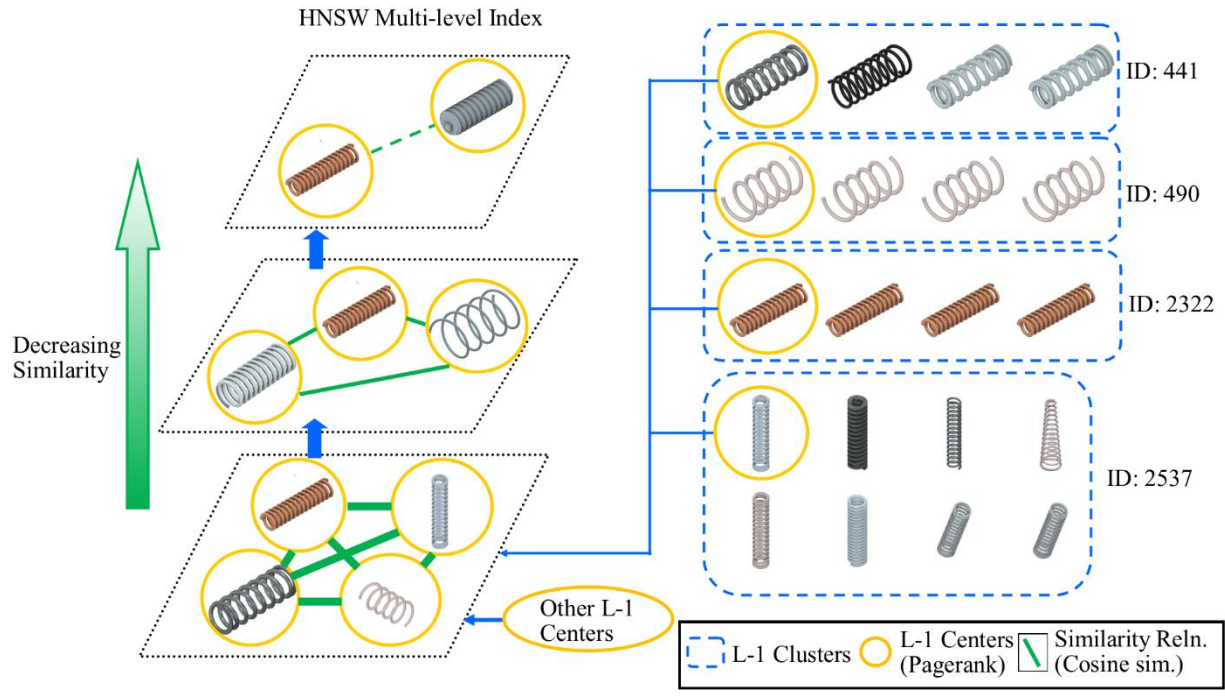 HNSW Multi-level Index
ID: 441
ID: 490
ID: 2322
ID: 2537
Decreasing
Similarity
Other L-1
Centers
L-1 Clusters
L-1 Centers
(Pagerank)
Similarity Reln.
(Cosine sim.)